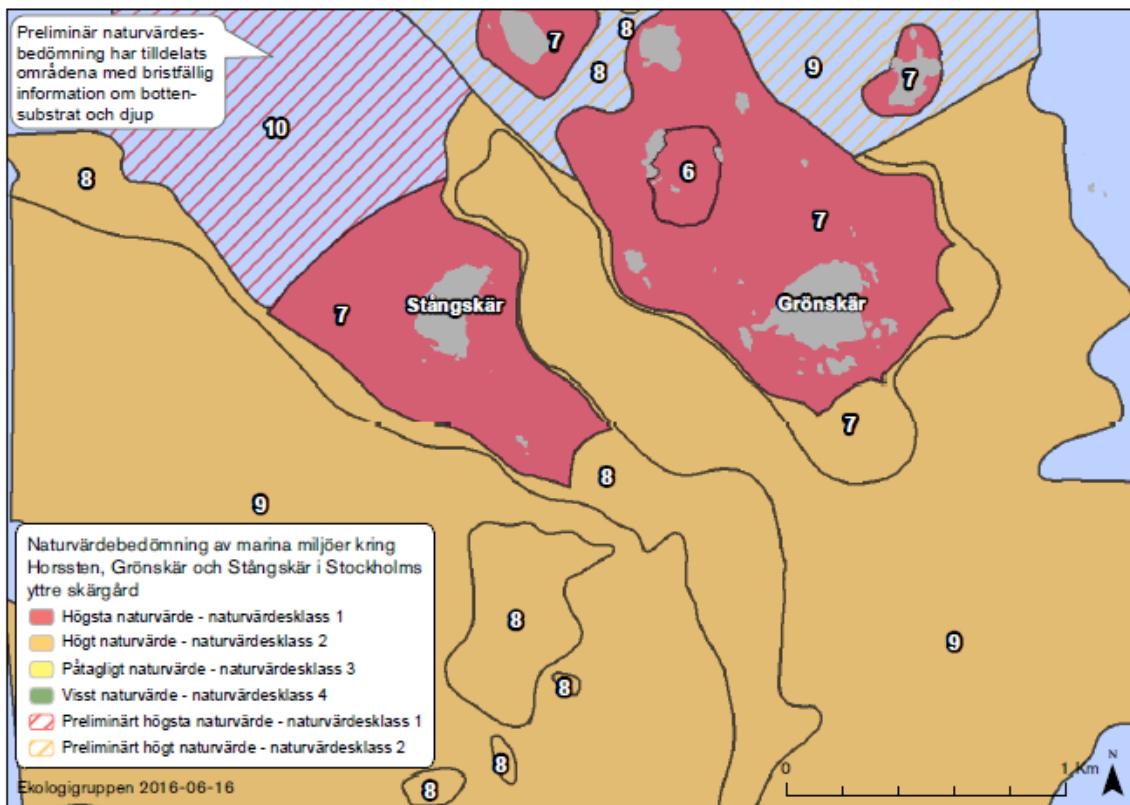 Preliminär naturvärdes-
bedömning har tilldelats
områdena med bristfällig
information om botten-
substrat och djup
8
7
8
9
7
10
8
6
7
7
Stångskär
Grönskär
7
8
9
8
9
8
8
8
Naturvärdebedömning av marina miljöer kring
Horssten, Grönskär och Stångskär i Stockholms
yttre skärgård
Högsta naturvärde - naturvärdesklass 1
Högt naturvärde - naturvärdesklass 2
Påtagligt naturvärde - naturvärdesklass 3
Visst naturvärde - naturvärdesklass 4
Preliminärt högsta naturvärde - naturvärdesklass 1
Preliminärt högt naturvärde - naturvärdesklass 2
Ekologigruppen 2016-06-16
0 1 Km
N